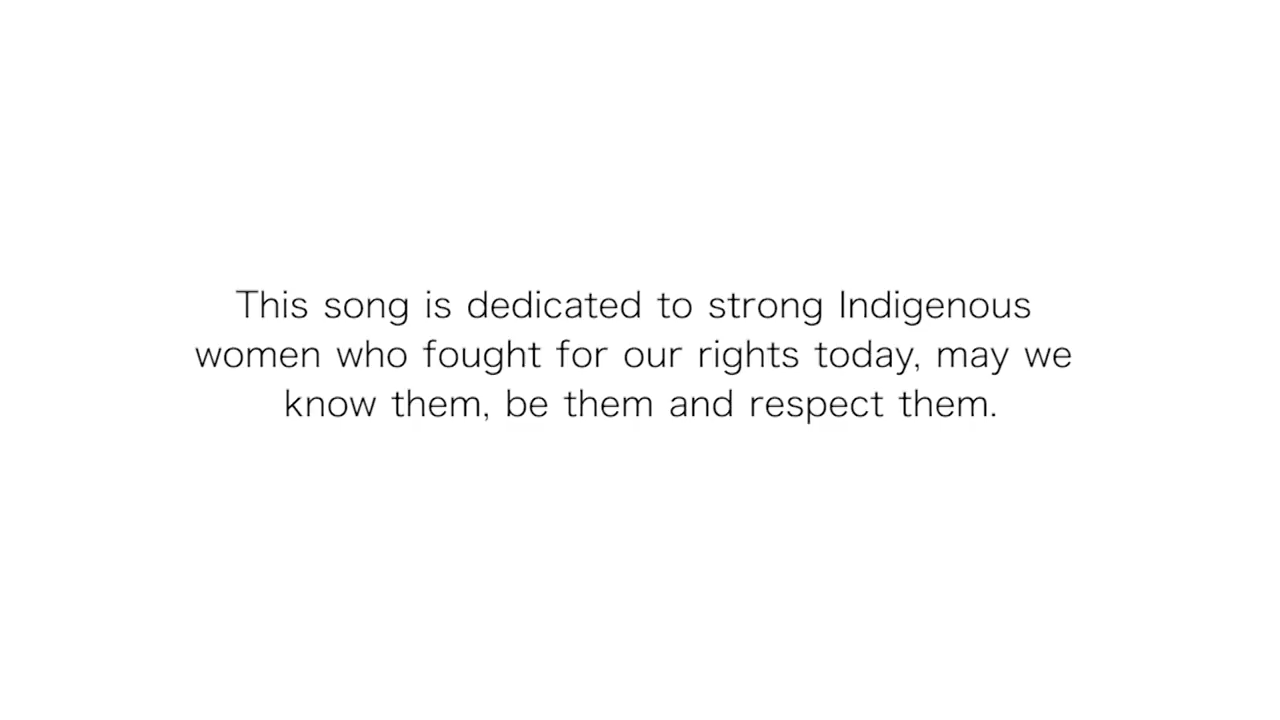 This song is dedicated to strong Indigenous
women who fought for our rights today, may we
know them, be them and respect them.